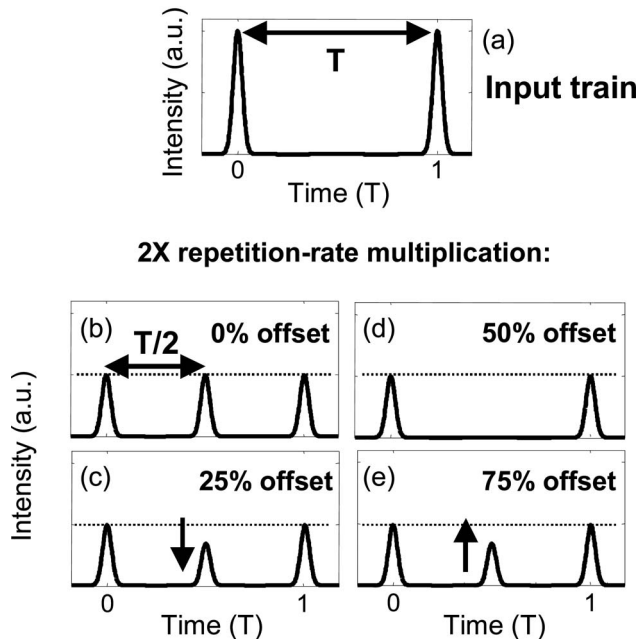 Intensity (a.u.)
T
(a)
Input train
0
1
Time (T)
2X repetition-rate multiplication:
Intensity (a.u.)
(b)
0% offset
T/2
(d)
50% offset
(c)
25% offset
0
1
Time (T)
(e)
75% offset
0
1
Time (T)